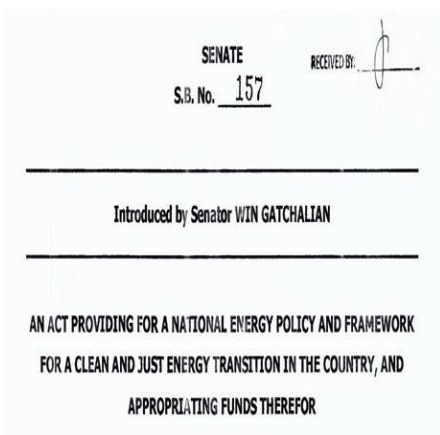 SENATE
S.B. No. 157
RECEIVED BY:
Introduced by Senator WIN GATCHALIAN
AN ACT PROVIDING FOR A NATIONAL ENERGY POLICY AND FRAMEWORK
FOR A CLEAN AND JUST ENERGY TRANSITION IN THE COUNTRY, AND
APPROPRIATING FUNDS THEREFOR